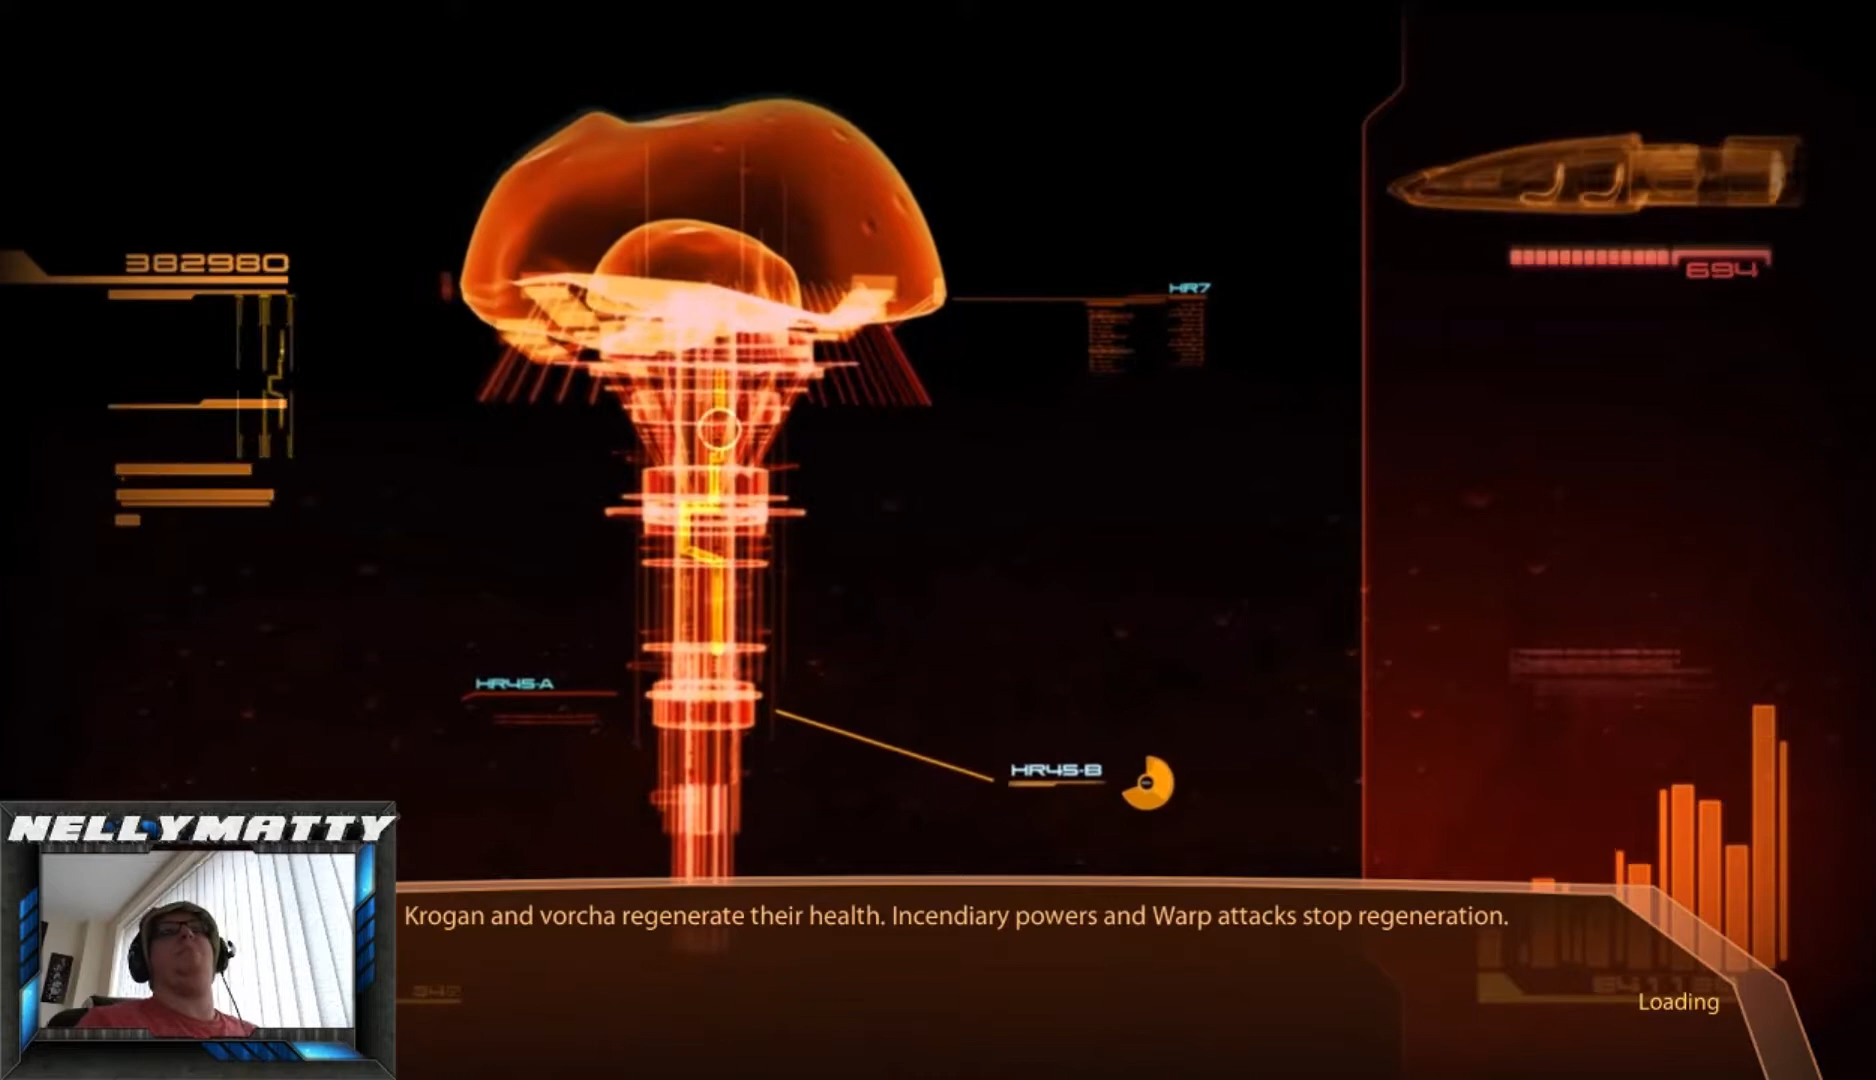 382980
694
HR7
HR45-A
HR45-B
NELLYMATTY
Krogan and vorcha regenerate their health. Incendiary powers and Warp attacks stop regeneration.
342
Loading